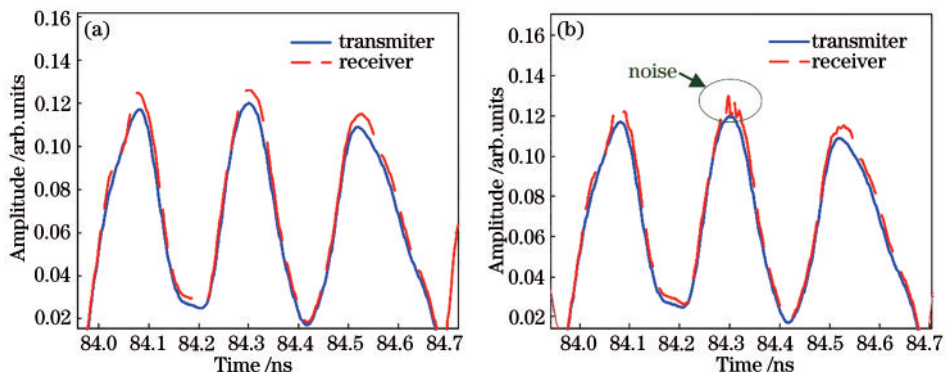 (a)
transmiter
receiver
0.16
0.14
0.12
0.10
0.08
0.06
0.04
0.02
Amplitude /arb.units
84.0 84.1 84.2 84.3 84.4 84.5 84.6 84.7
Time /ns
(b)
transmiter
receiver
noise
0.16
0.14
0.12
0.10
0.08
0.06
0.04
0.02
Amplitude /arb.units
84.0 84.1 84.2 84.3 84.4 84.5 84.6 84.7
Time /ns